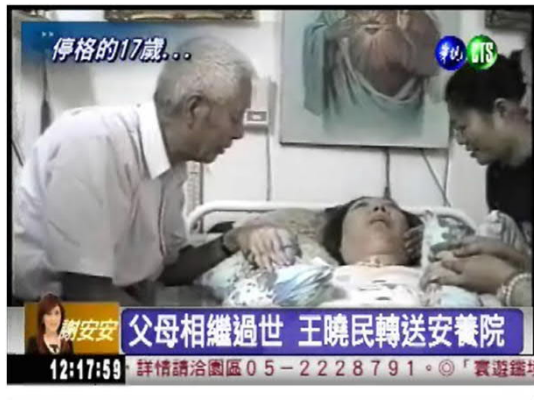 停格的17歲...
華視 CTS
謝安安
父母相繼過世 王曉民轉送安養院
12:17:59
詳情請洽園區05-2228791。◎「寰遊